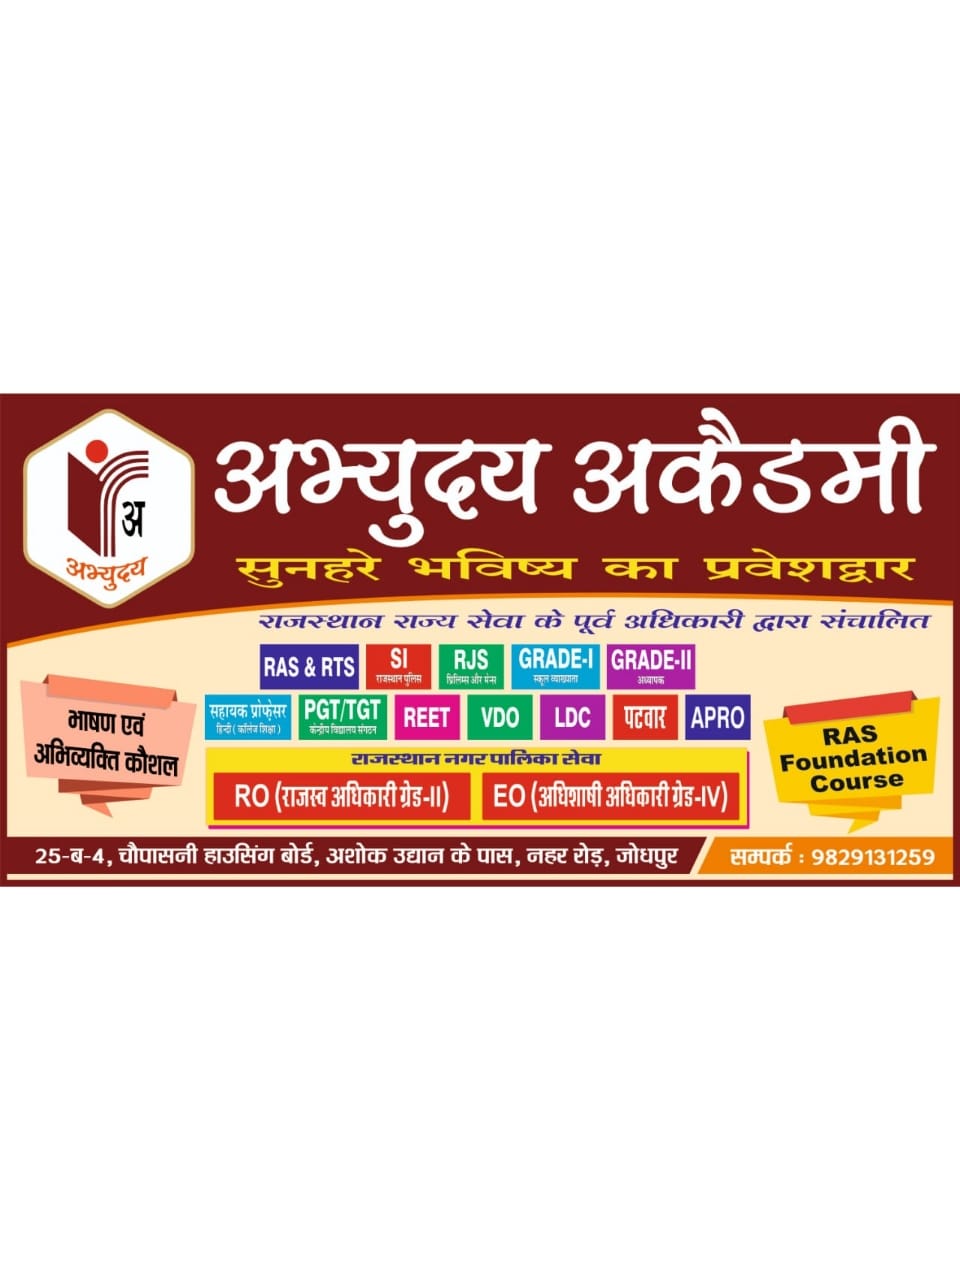 अ
अभ्युदय
अभ्युदय अकैडमी
सुनहरे भविष्य का प्रवेशद्वार
राजस्थान राज्य सेवा के पूर्व अधिकारी द्वारा संचालित
RAS & RTS
SI
राजस्थान पुलिस
RJS
प्रिलिम्स और मेन्स
GRADE-I
स्कूल व्याख्याता
GRADE-II
अध्यापक
सहायक प्रोफ़ेसर
हिन्दी ( कॉलेज शिक्षा )
PGT/TGT
केन्द्रीय विद्यालय संगठन
REET
VDO
LDC
पटवार
APRO
भाषण एवं
अभिव्यक्ति कौशल
राजस्थान नगर पालिका सेवा
RO (राजस्व अधिकारी ग्रेड-II)
EO (अधिशाषी अधिकारी ग्रेड-IV)
RAS
Foundation
Course
25-ब-4, चौपासनी हाउसिंग बोर्ड, अशोक उद्यान के पास, नहर रोड़, जोधपुर
सम्पर्क : 9829131259